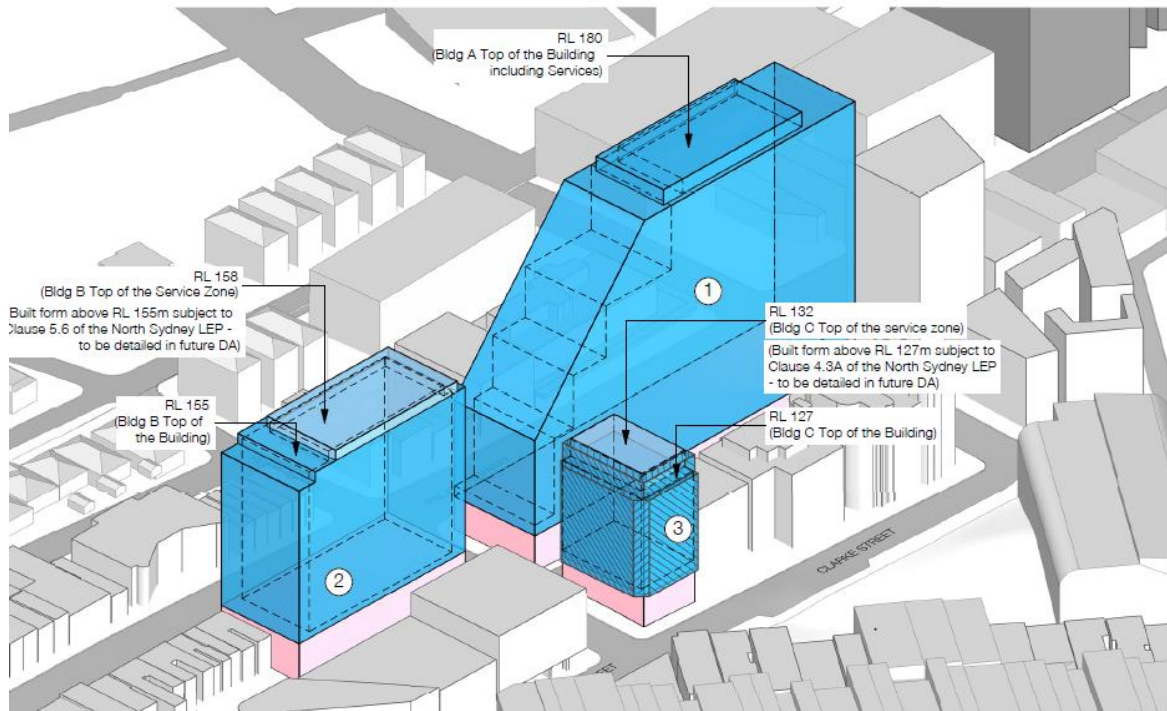 RL 180
(Bldg A Top of the Building
including Services)
1
RL 158
(Bldg B Top of the Service Zone)
Built form above RL 155m subject to
Clause 5.6 of the North Sydney LEP -
to be detailed in future DA)
RL 132
(Bldg C Top of the service zone)
(Built form above RL 127m subject to
Clause 4.3A of the North Sydney LEP
- to be detailed in future DA)
RL 155
(Bldg B Top of
the Building)
RL 127
(Bldg C Top of the Building)
3
2
CLARKE STREET
STREET